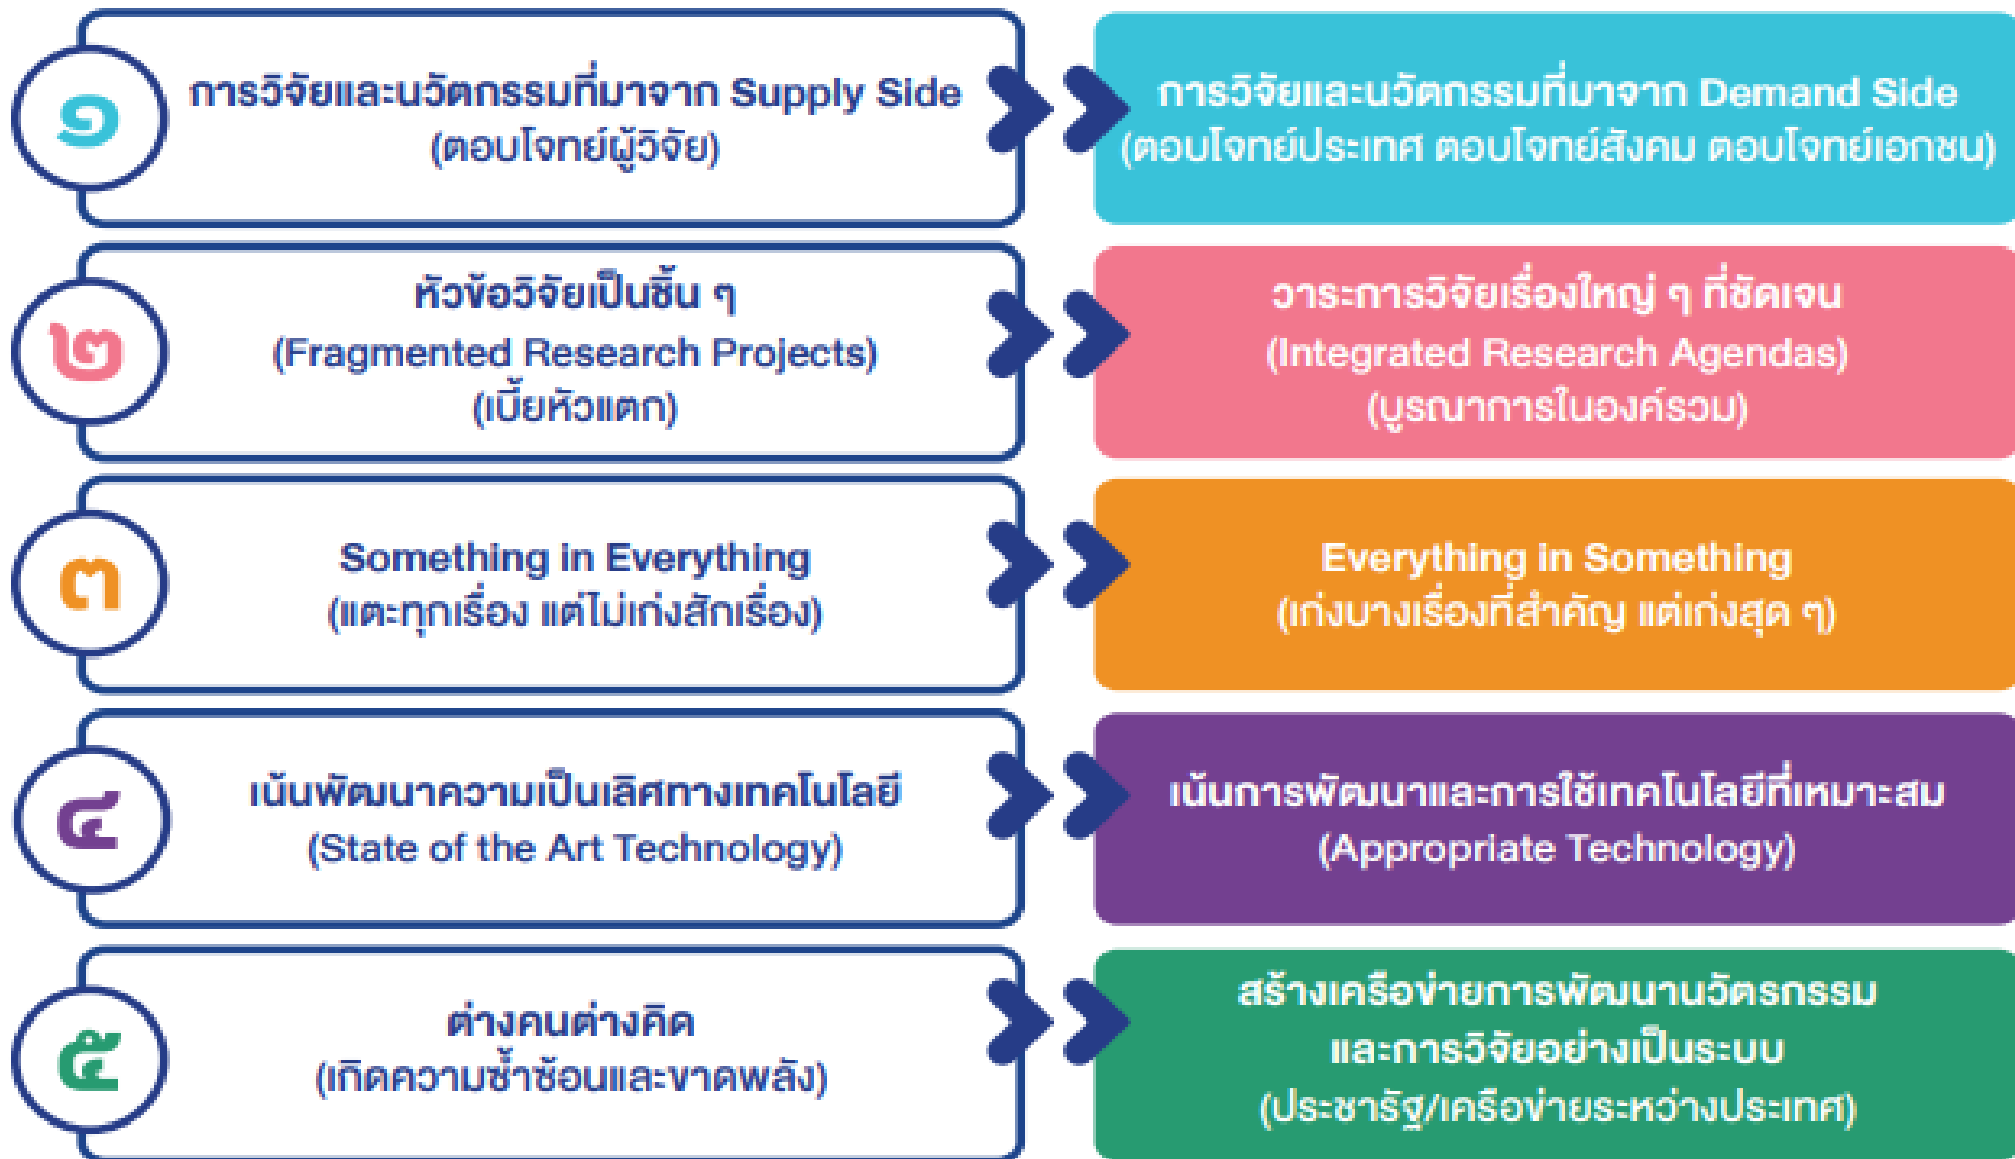 ๑
การวิจัยและนวัตกรรมที่มาจาก Supply Side
(ตอบโจทย์ผู้วิจัย)
การวิจัยและนวัตกรรมที่มาจาก Demand Side
(ตอบโจทย์ประเทศ ตอบโจทย์สังคม ตอบโจทย์เอกชน)
๒
หัวข้อวิจัยเป็นชิ้น ๆ
(Fragmented Research Projects)
(เบี้ยหัวแตก)
วาระการวิจัยเรื่องใหญ่ ๆ ที่ชัดเจน
(Integrated Research Agendas)
(บูรณาการในองค์รวม)
๓
Something in Everything
(แตะทุกเรื่อง แต่ไม่เก่งสักเรื่อง)
Everything in Something
(เก่งบางเรื่องที่สำคัญ แต่เก่งสุด ๆ)
๔
เน้นพัฒนาความเป็นเลิศทางเทคโนโลยี
(State of the Art Technology)
เน้นการพัฒนาและการใช้เทคโนโลยีที่เหมาะสม
(Appropriate Technology)
๕
ต่างคนต่างคิด
(เกิดความซ้ำซ้อนและขาดพลัง)
สร้างเครือข่ายการพัฒนานวัตรกรรม
และการวิจัยอย่างเป็นระบบ
(ประชารัฐ/เครือข่ายระหว่างประเทศ)